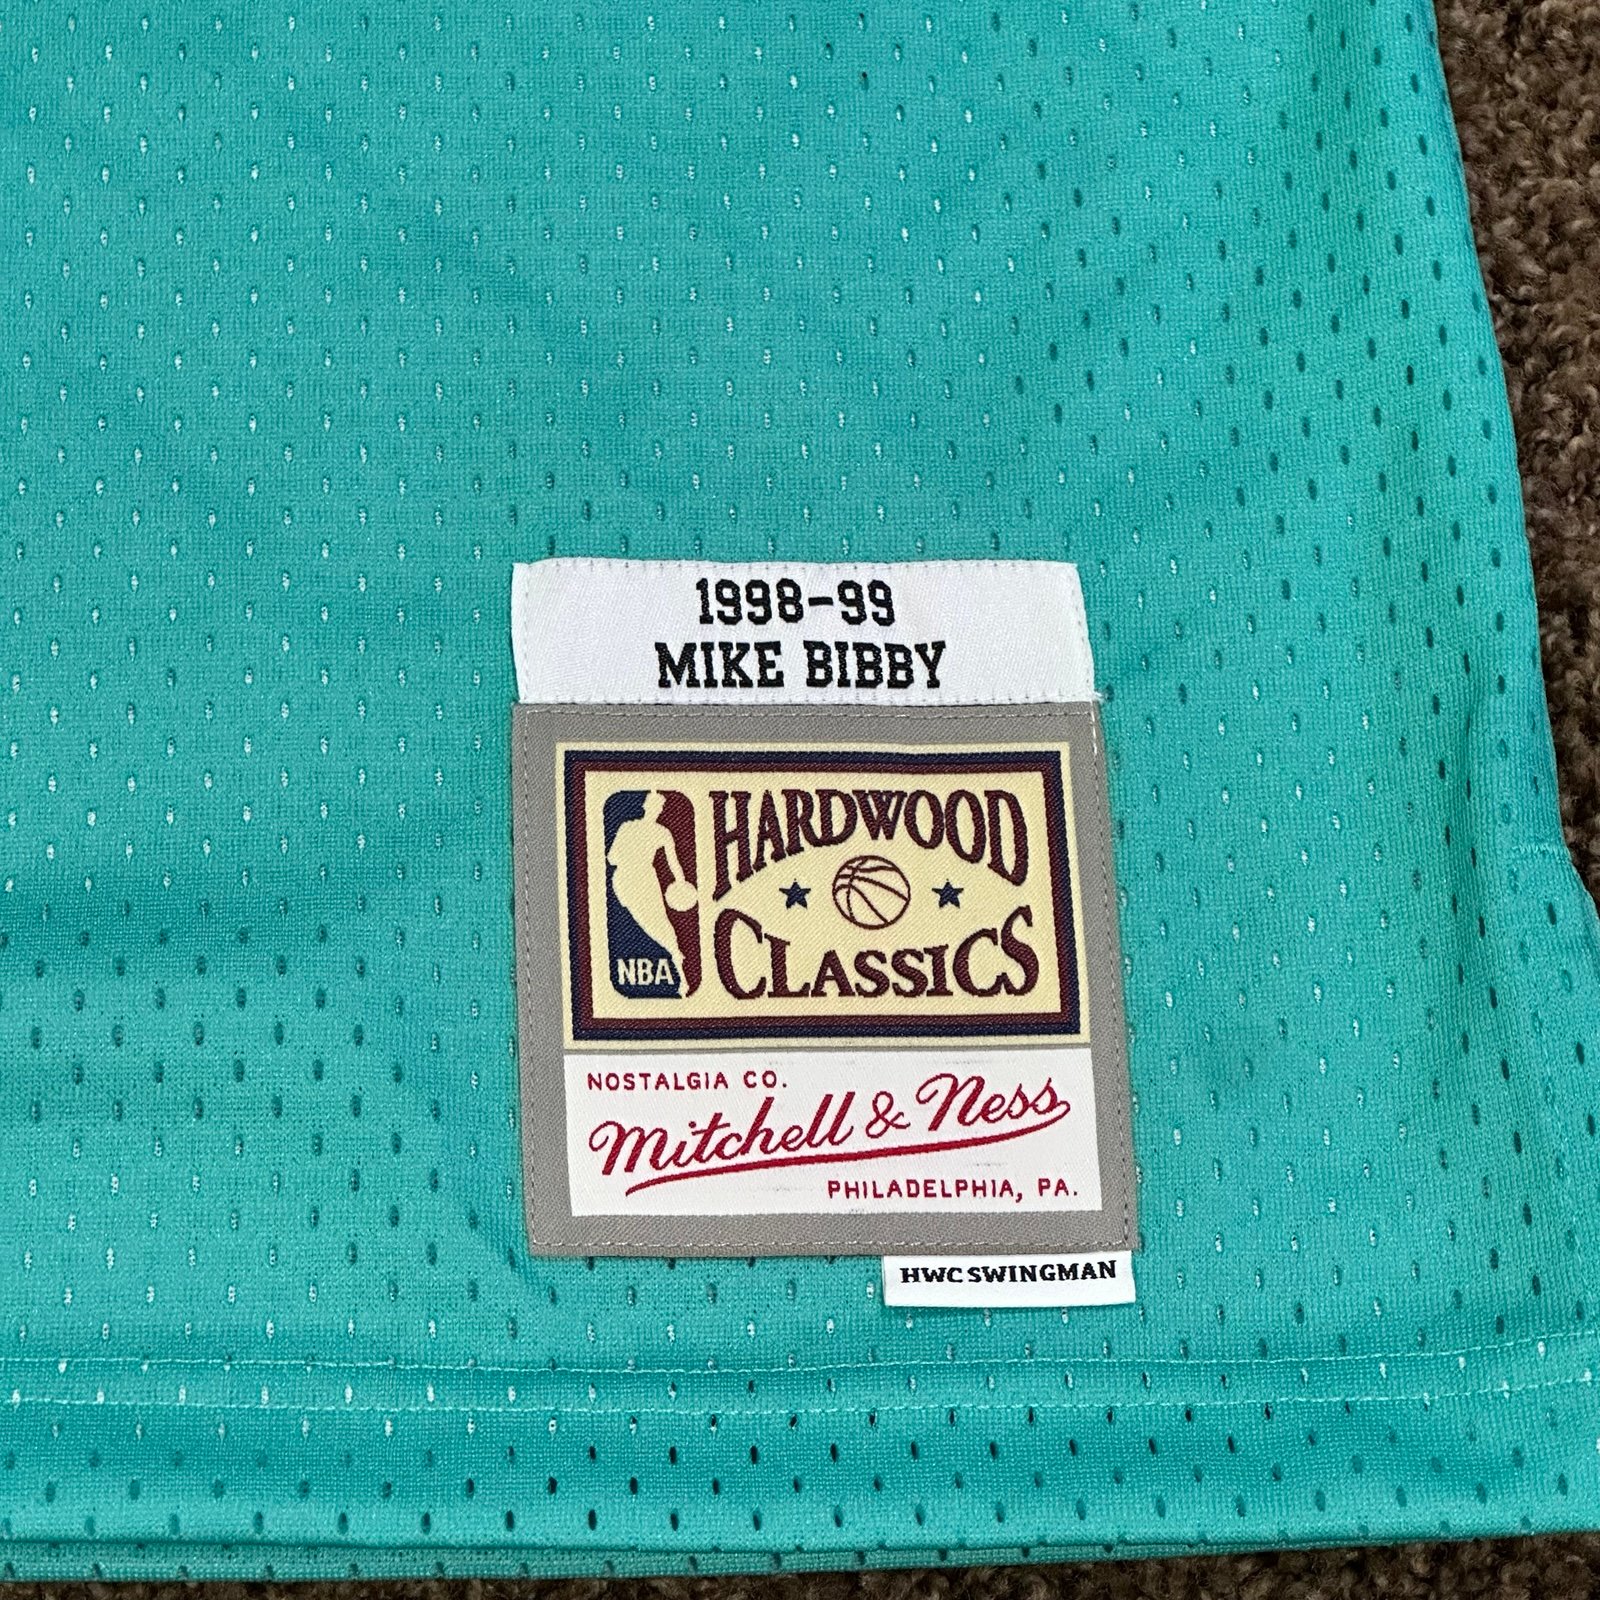 1998-99
MIKE BIBBY
HARDWOOD
CLASSICS
NBA
NOSTALGIA CO.
Mitchell & Ness
PHILADELPHIA, PA.
HWC SWINGMAN